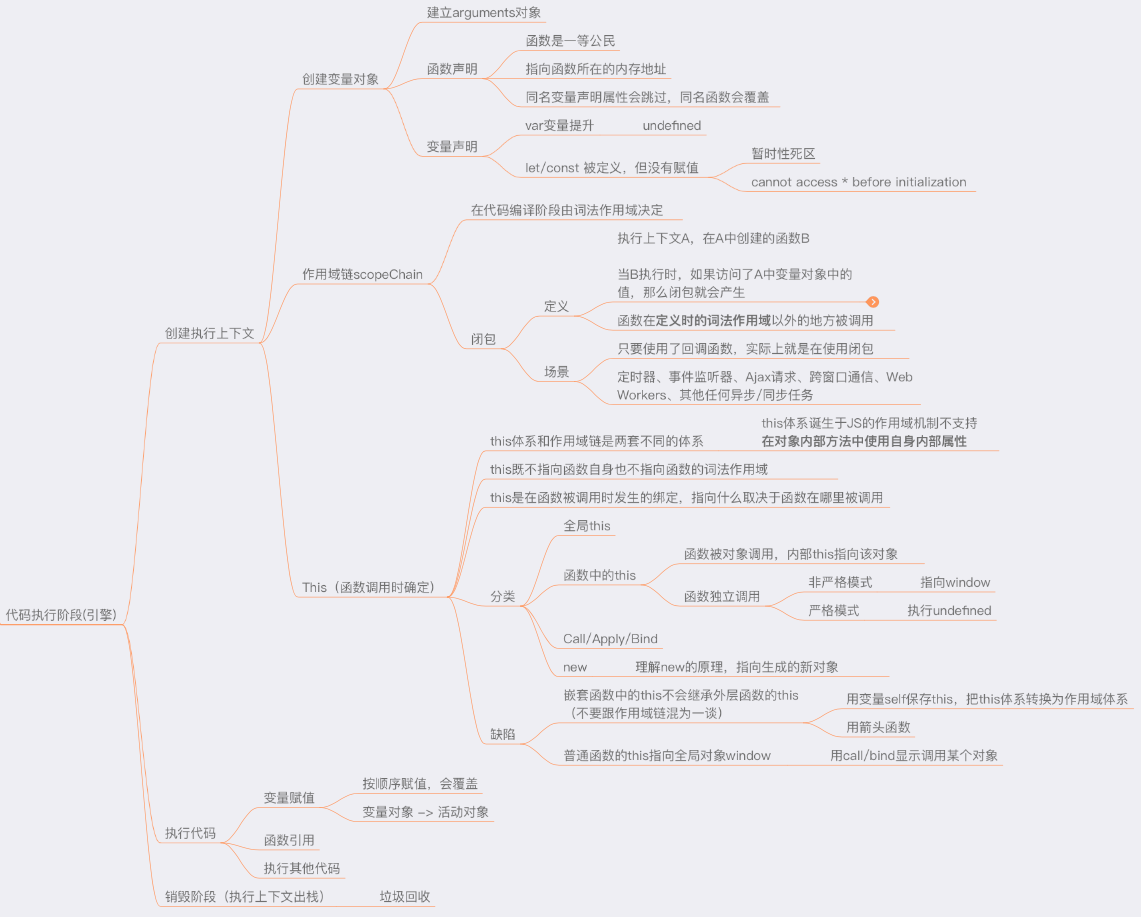 建立arguments对象
函数是一等公民
函数声明
指向函数所在的内存地址
创建变量对象
同名变量声明属性会跳过，同名函数会覆盖
var变量提升
undefined
变量声明
暂时性死区
let/const 被定义，但没有赋值
cannot access * before initialization
在代码编译阶段由词法作用域决定
执行上下文A，在A中创建的函数B
作用域链scopeChain
当B执行时，如果访问了A中变量对象中的
值，那么闭包就会产生
定义
函数在定义时的词法作用域以外的地方被调用
创建执行上下文
闭包
只要使用了回调函数，实际上就是在使用闭包
场景
定时器、事件监听器、Ajax请求、跨窗口通信、Web
Workers、其他任何异步/同步任务
this体系诞生于JS的作用域机制不支持
this体系和作用域链是两套不同的体系
在对象内部方法中使用自身内部属性
this既不指向函数自身也不指向函数的词法作用域
this是在函数被调用时发生的绑定，指向什么取决于函数在哪里被调用
全局this
函数被对象调用，内部this指向该对象
函数中的this
This（函数调用时确定）
非严格模式
指向window
分类
函数独立调用
代码执行阶段(引擎)
严格模式
执行undefined
Call/Apply/Bind
new
理解new的原理，指向生成的新对象
嵌套函数中的this不会继承外层函数的this
（不要跟作用域链混为一谈）
用变量self保存this，把this体系转换为作用域体系
用箭头函数
缺陷
普通函数的this指向全局对象window
用call/bind显示调用某个对象
按顺序赋值，会覆盖
变量赋值
变量对象 -> 活动对象
执行代码
函数引用
执行其他代码
销毁阶段（执行上下文出栈）
垃圾回收